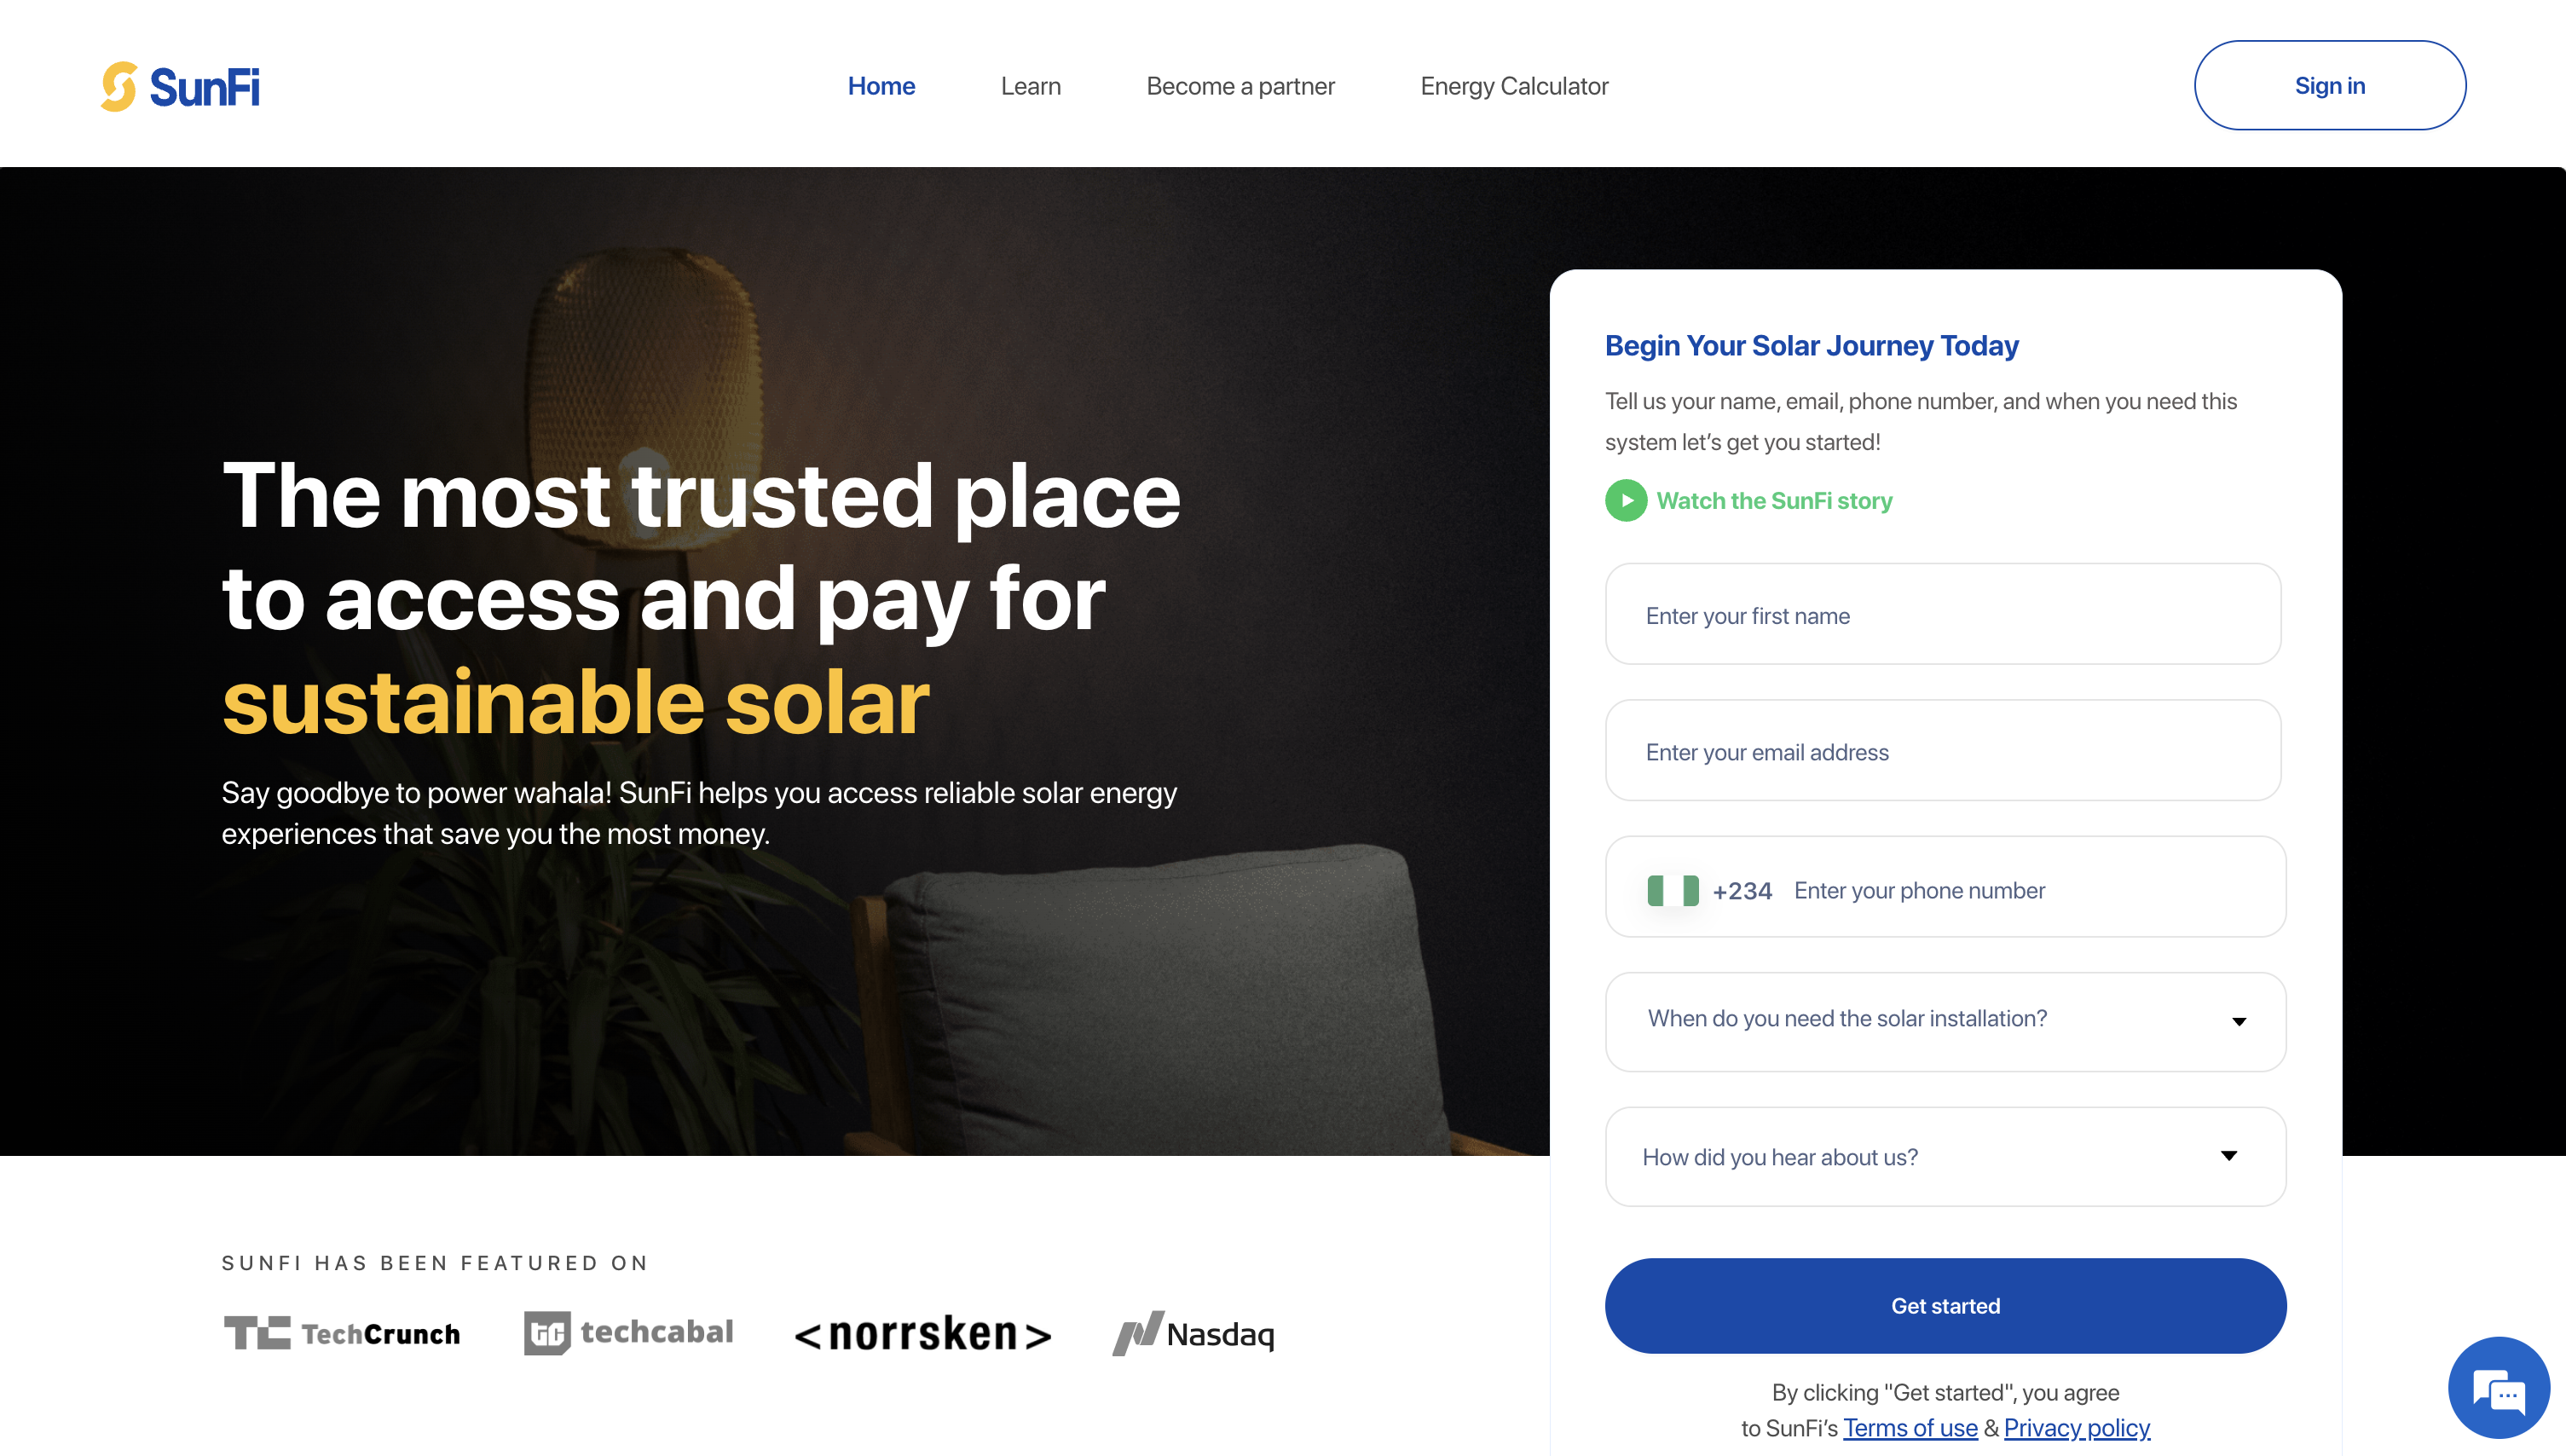 SunFi
Home
Learn
Become a partner
Energy Calculator
Sign in
The most trusted place
to access and pay for
sustainable solar
Say goodbye to power wahala! SunFi helps you access reliable solar energy
experiences that save you the most money.
Begin Your Solar Journey Today
Tell us your name, email, phone number, and when you need this
system let’s get you started!
Watch the SunFi story
Enter your first name
Enter your email address
+234 Enter your phone number
When do you need the solar installation?
How did you hear about us?
Get started
By clicking "Get started", you agree
to SunFi’s Terms of use & Privacy policy
SUNFI HAS BEEN FEATURED ON
TC TechCrunch
tc techcabal
<norrsken>
Nasdaq